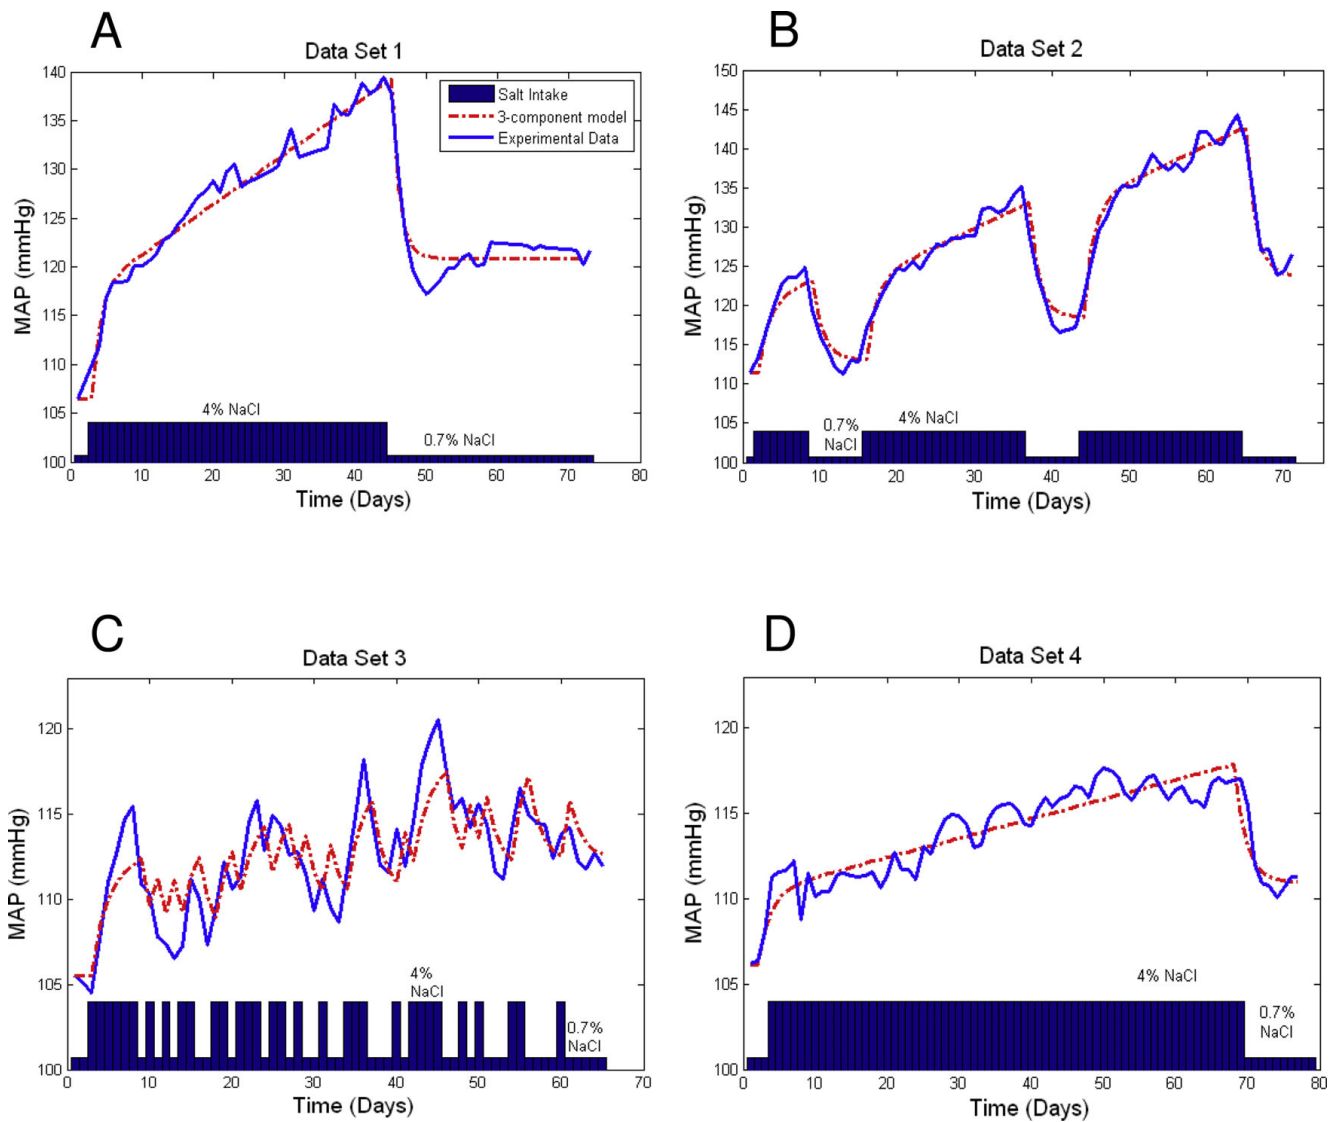 A
Data Set 1
140
135
130
125
120
115
110
105
100
MAP (mmHg)
Salt Intake
3-component model
Experimental Data
4% NaCl
0.7% NaCl
0 10 20 30 40 50 60 70 80
Time (Days)
B
Data Set 2
150
145
140
135
130
125
120
115
110
105
100
MAP (mmHg)
0.7%
NaCl
4% NaCl
0 10 20 30 40 50 60 70
Time (Days)
C
Data Set 3
120
115
110
105
100
MAP (mmHg)
4%
NaCl
0.7%
NaCl
0 10 20 30 40 50 60 70
Time (Days)
D
Data Set 4
120
115
110
105
100
MAP (mmHg)
4% NaCl
0.7%
NaCl
0 10 20 30 40 50 60 70 80
Time (Days)